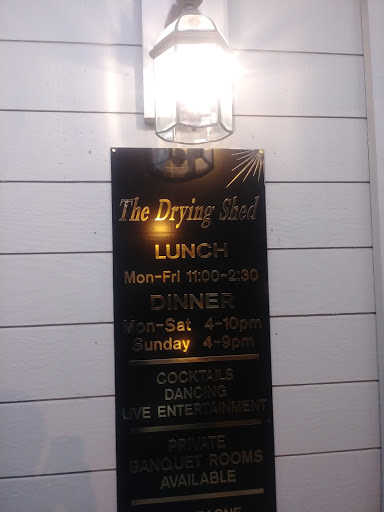 The Drying Shed
LUNCH
Mon-Fri 11:00-2:30
DINNER
Mon-Sat 4-10pm
Sunday 4-9pm
COCKTAILS
DANCING
LIVE ENTERTAINMENT
PRIVATE
BANQUET ROOMS
AVAILABLE